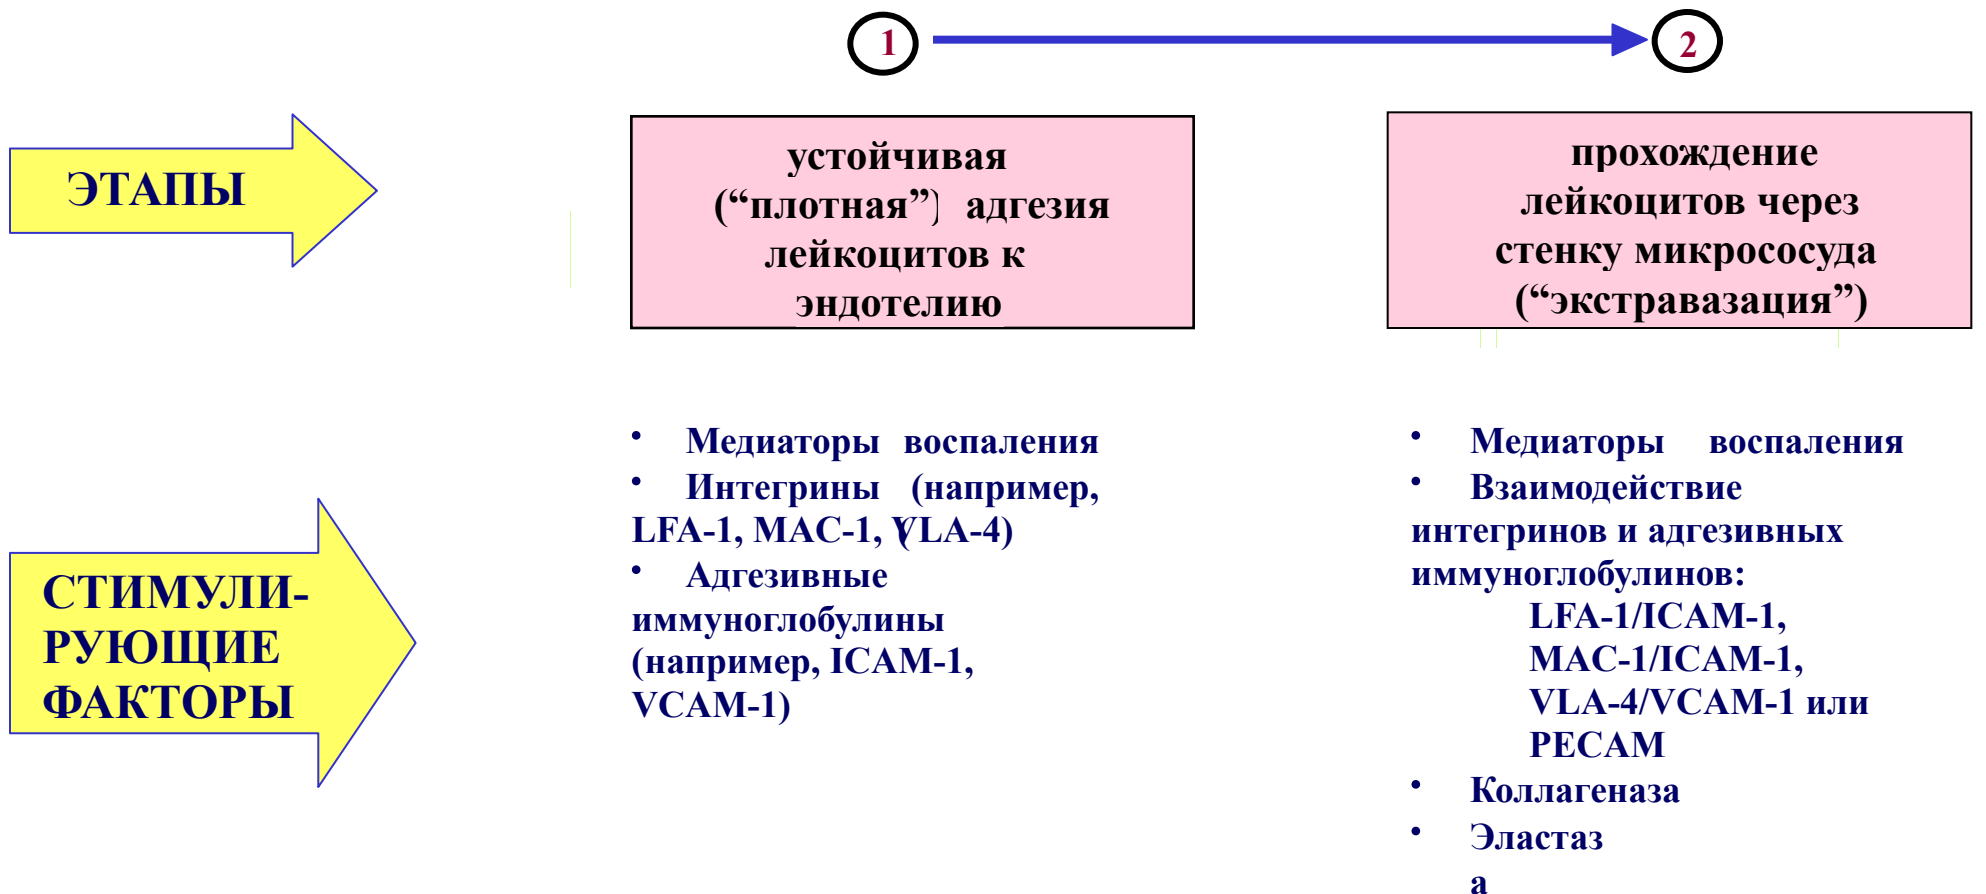 1
2
ЭТАПЫ
устойчивая
(“плотная”) адгезия
лейкоцитов к
эндотелию
прохождение
лейкоцитов через
стенку микрососуда
(“экстравазация”)
СТИМУЛИ-
РУЮЩИЕ
ФАКТОРЫ
• Медиаторы воспаления
• Интегрины (например,
LFA-1, MAC-1, (VLA-4)
• Адгезивные
иммуноглобулины
(например, ICAM-1,
VCAM-1)
• Медиаторы воспаления
• Взаимодействие
интегринов и адгезивных
иммуноглобулинов:
LFA-1/ICAM-1,
MAC-1/ICAM-1,
VLA-4/VCAM-1 или
PECAM
• Коллагеназа
• Эластаз
а